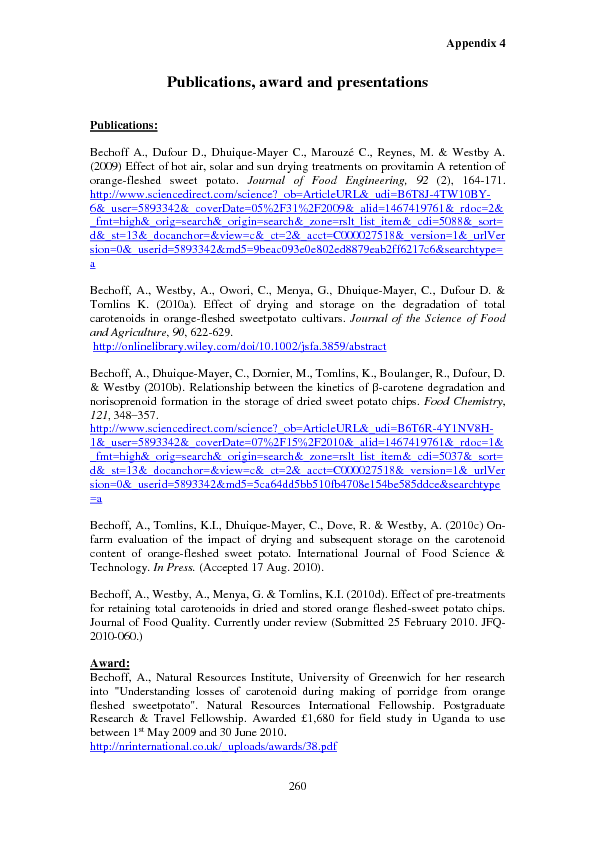 Appendix 4
Publications, award and presentations
Publications:
Bechoff A., Dufour D., Dhuique-Mayer C., Marouzé C., Reynes, M. & Westby A.
(2009) Effect of hot air, solar and sun drying treatments on provitamin A retention of
orange-fleshed sweet potato. Journal of Food Engineering, 92 (2), 164-171.
http://www.sciencedirect.com/science?_ob=ArticleURL&_udi=B6T8J-4TW10BY-
6&_user=5893342&_coverDate=05%2F31%2F2009&_alid=1467419761&_rdoc=2&
_fmt=high&_orig=search&_origin=search&_zone=rslt_list_item&_cdi=5088&_sort=
d&_st=13&_docanchor=&view=c&_ct=2&_acct=C000027518&_version=1&_urlVer
sion=0&_userid=5893342&md5=9beac093e0e802ed8879eab2ff6217c6&searchtype=
a
Bechoff, A., Westby, A., Owori, C., Menya, G., Dhuique-Mayer, C., Dufour D. &
Tomlins K. (2010a). Effect of drying and storage on the degradation of total
carotenoids in orange-fleshed sweetpotato cultivars. Journal of the Science of Food
and Agriculture, 90, 622-629.
http://onlinelibrary.wiley.com/doi/10.1002/jsfa.3859/abstract
Bechoff, A., Dhuique-Mayer, C., Dornier, M., Tomlins, K., Boulanger, R., Dufour, D.
& Westby (2010b). Relationship between the kinetics of β-carotene degradation and
norisoprenoid formation in the storage of dried sweet potato chips. Food Chemistry,
121, 348–357.
http://www.sciencedirect.com/science?_ob=ArticleURL&_udi=B6T6R-4Y1NV8H-
1&_user=5893342&_coverDate=07%2F15%2F2010&_alid=1467419761&_rdoc=1&
_fmt=high&_orig=search&_origin=search&_zone=rslt_list_item&_cdi=5037&_sort=
d&_st=13&_docanchor=&view=c&_ct=2&_acct=C000027518&_version=1&_urlVer
sion=0&_userid=5893342&md5=5ca64dd5bb510fb4708e154be585ddce&searchtype
=a
Bechoff, A., Tomlins, K.I., Dhuique-Mayer, C., Dove, R. & Westby, A. (2010c) On-
farm evaluation of the impact of drying and subsequent storage on the carotenoid
content of orange-fleshed sweet potato. International Journal of Food Science &
Technology. In Press. (Accepted 17 Aug. 2010).
Bechoff, A., Westby, A., Menya, G. & Tomlins, K.I. (2010d). Effect of pre-treatments
for retaining total carotenoids in dried and stored orange fleshed-sweet potato chips.
Journal of Food Quality. Currently under review (Submitted 25 February 2010. JFQ-
2010-060.)
Award:
Bechoff, A., Natural Resources Institute, University of Greenwich for her research
into "Understanding losses of carotenoid during making of porridge from orange
fleshed sweetpotato". Natural Resources International Fellowship. Postgraduate
Research & Travel Fellowship. Awarded £1,680 for field study in Uganda to use
between 1st May 2009 and 30 June 2010.
http://nrinternational.co.uk/_uploads/awards/38.pdf
260